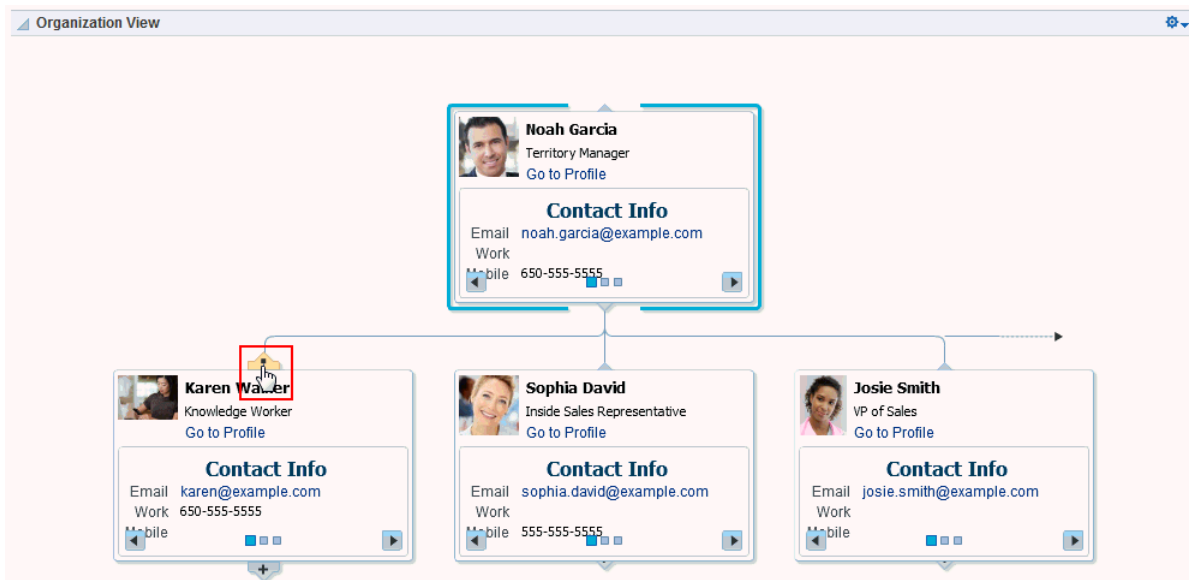 Organization View
Noah Garcia
Territory Manager
Go to Profile
Contact Info
Email noah.garcia@example.com
Work
Mobile 650-555-5555
Karen
Knowledge Worker
Go to Profile
Contact Info
Email karen@example.com
Work 650-555-5555
Mobile
Sophia David
Inside Sales Representative
Go to Profile
Contact Info
Email sophia.david@example.com
Work
Mobile 555-555-5555
Josie Smith
VP of Sales
Go to Profile
Contact Info
Email josie.smith@example.com
Work
Mobile